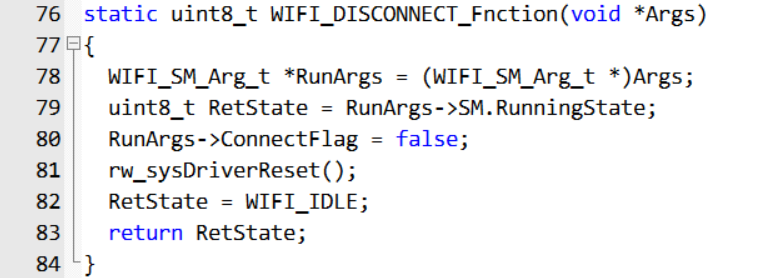 76 static uint8_t WIFI_DISCONNECT_Fnction(void *Args)
77 {
78   WIFI_SM_Arg_t *RunArgs = (WIFI_SM_Arg_t *)Args;
79   uint8_t RetState = RunArgs->SM.RunningState;
80   RunArgs->ConnectFlag = false;
81   rw_sysDriverReset();
82   RetState = WIFI_IDLE;
83   return RetState;
84 }